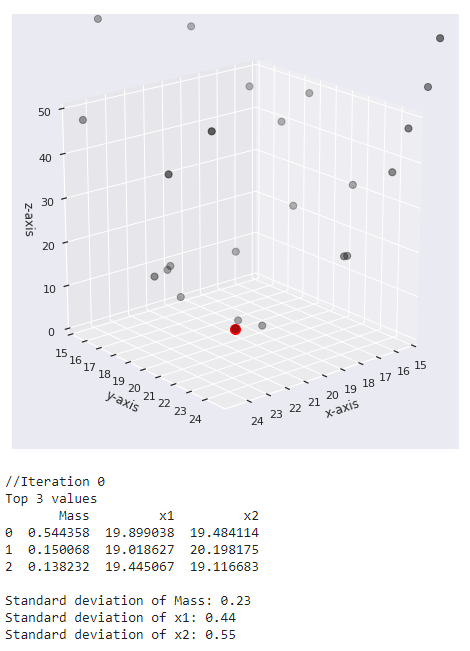 50
40
30
20
10
0
z-axis
15
16
17
18
19
20
21
22
23
24
y-axis
24
23
22
21
20
19
18
17
16
15
x-axis
//Iteration 0
Top 3 values
Mass x1 x2
0 0.544358 19.899038 19.484114
1 0.150068 19.018627 20.198175
2 0.138232 19.445067 19.116683
Standard deviation of Mass: 0.23
Standard deviation of x1: 0.44
Standard deviation of x2: 0.55